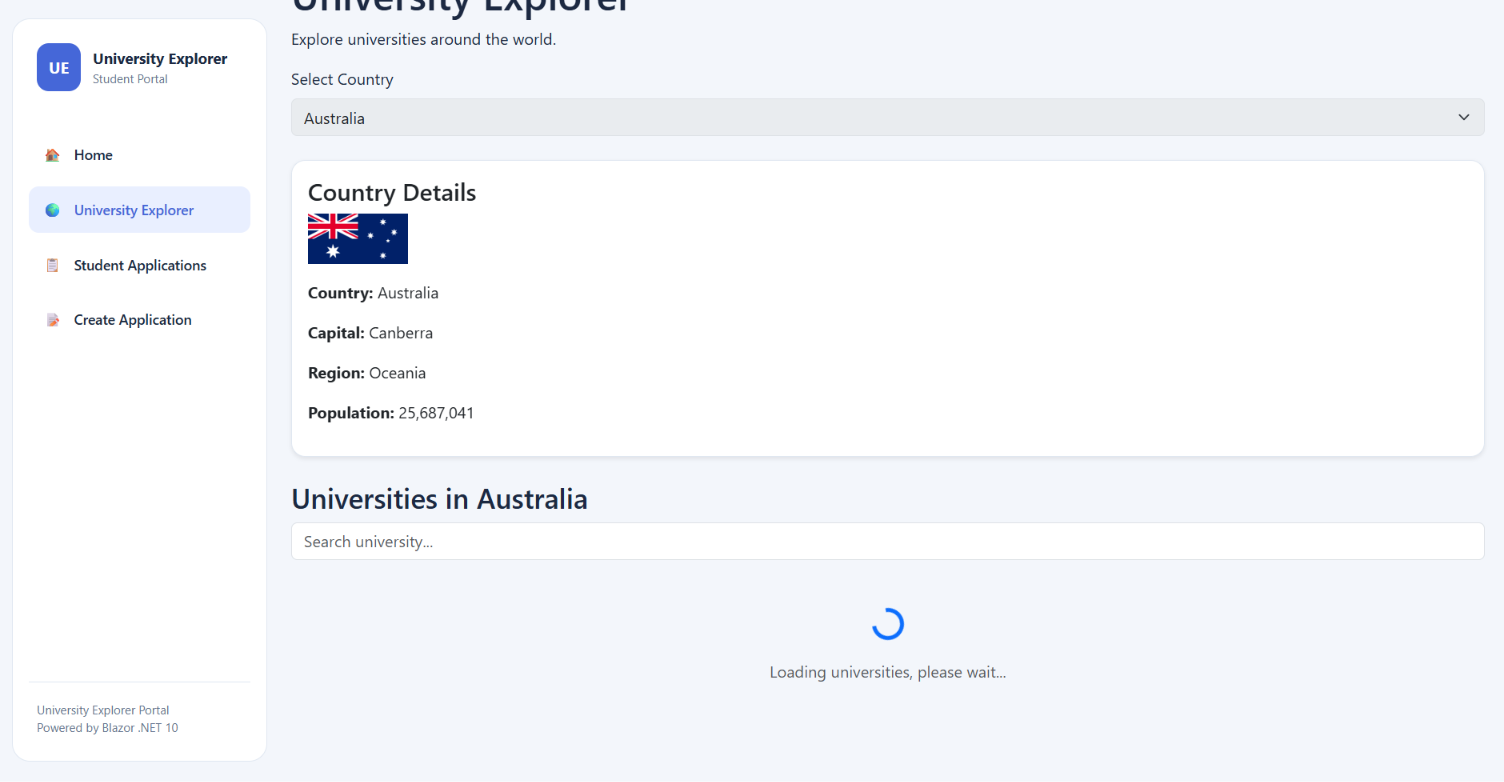 UE
University Explorer
Student Portal
Home
University Explorer
Student Applications
Create Application
University Explorer Portal
Powered by Blazor .NET 10
University Explorer
Explore universities around the world.
Select Country
Australia
Country Details
Country: Australia
Capital: Canberra
Region: Oceania
Population: 25,687,041
Universities in Australia
Search university...
Loading universities, please wait...